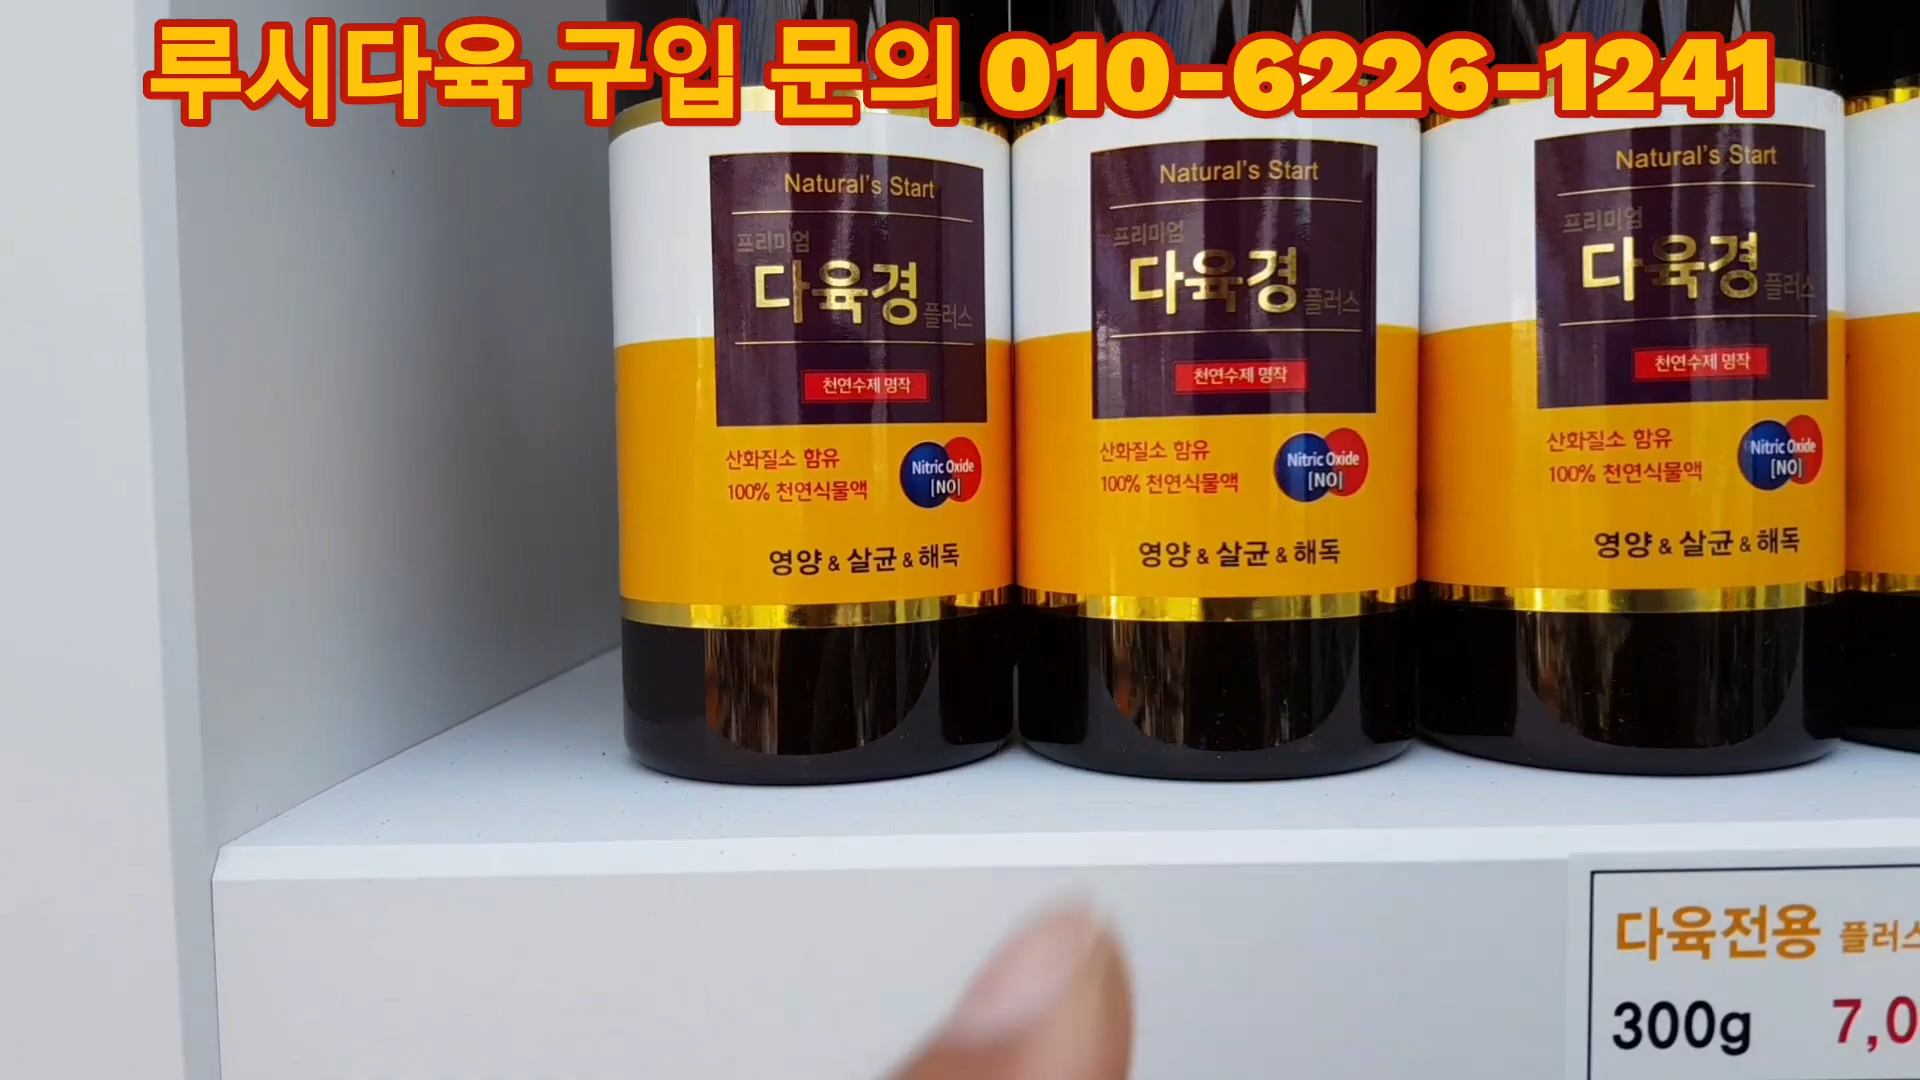 루시다육 구입 문의 010-6226-1241
Natural's Start
프리미엄
다육경 플러스
천연수제 명작
산화질소 함유
100% 천연식물액
Nitric Oxide
[NO]
영양 & 살균 & 해독
Natural's Start
프리미엄
다육경 플러스
천연수제 명작
산화질소 함유
100% 천연식물액
Nitric Oxide
[NO]
영양 & 살균 & 해독
Natural's Start
프리미엄
다육경 플러스
천연수제 명작
산화질소 함유
100% 천연식물액
Nitric Oxide
[NO]
영양 & 살균 & 해독
다육전용 플러스
300g 7,0